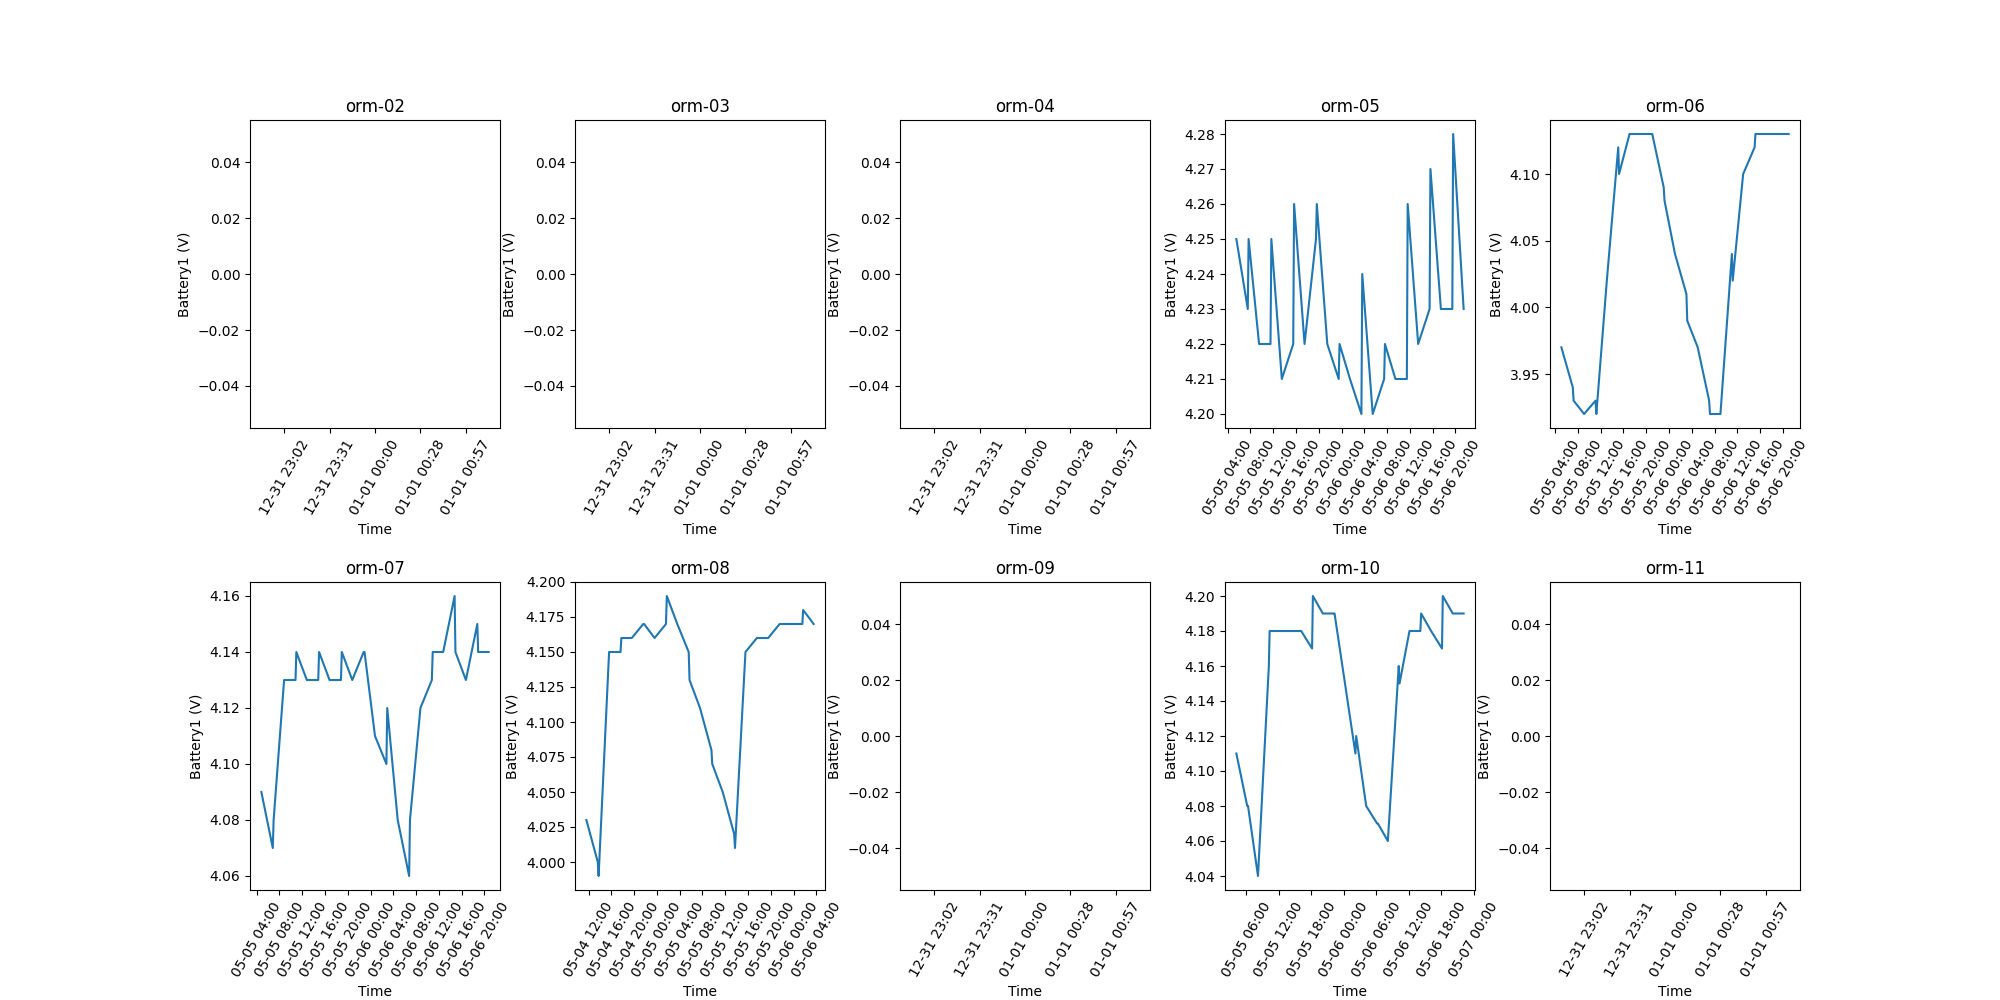 orm-02 orm-03 orm-04 orm-05 orm-06
Battery1 (V) 0.04 0.02 0.00 −0.02 −0.04
12-31 23:02 12-31 23:31 01-01 00:00 01-01 00:28 01-01 00:57
Time
Battery1 (V) 0.04 0.02 0.00 −0.02 −0.04
12-31 23:02 12-31 23:31 01-01 00:00 01-01 00:28 01-01 00:57
Time
Battery1 (V) 0.04 0.02 0.00 −0.02 −0.04
12-31 23:02 12-31 23:31 01-01 00:00 01-01 00:28 01-01 00:57
Time
Battery1 (V) 4.28 4.27 4.26 4.25 4.24 4.23 4.22 4.21 4.20
05-05 04:00 05-05 08:00 05-05 12:00 05-05 16:00 05-05 20:00 05-06 00:00 05-06 04:00 05-06 08:00 05-06 12:00 05-06 16:00 05-06 20:00
Time
Battery1 (V) 4.10 4.05 4.00 3.95
05-05 04:00 05-05 08:00 05-05 12:00 05-05 16:00 05-05 20:00 05-06 00:00 05-06 04:00 05-06 08:00 05-06 12:00 05-06 16:00 05-06 20:00
Time
orm-07 orm-08 orm-09 orm-10 orm-11
Battery1 (V) 4.16 4.14 4.12 4.10 4.08 4.06
05-05 04:00 05-05 08:00 05-05 12:00 05-05 16:00 05-05 20:00 05-06 00:00 05-06 04:00 05-06 08:00 05-06 12:00 05-06 16:00 05-06 20:00
Time
Battery1 (V) 4.200 4.175 4.150 4.125 4.100 4.075 4.050 4.025 4.000
05-04 12:00 05-04 16:00 05-04 20:00 05-05 00:00 05-05 04:00 05-05 08:00 05-05 12:00 05-05 16:00 05-05 20:00 05-06 00:00 05-06 04:00
Time
Battery1 (V) 0.04 0.02 0.00 −0.02 −0.04
12-31 23:02 12-31 23:31 01-01 00:00 01-01 00:28 01-01 00:57
Time
Battery1 (V) 4.20 4.18 4.16 4.14 4.12 4.10 4.08 4.06 4.04
05-05 06:00 05-05 12:00 05-05 18:00 05-06 00:00 05-06 06:00 05-06 12:00 05-06 18:00 05-07 00:00
Time
Battery1 (V) 0.04 0.02 0.00 −0.02 −0.04
12-31 23:02 12-31 23:31 01-01 00:00 01-01 00:28 01-01 00:57
Time